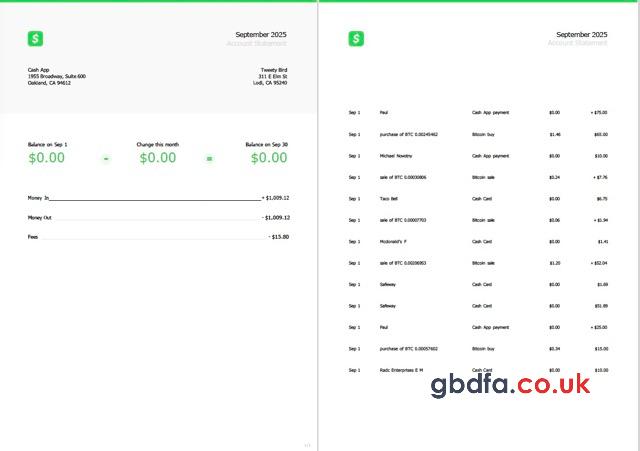 September 2025
Account Statement
Cash App
1955 Broadway, Suite 600
Oakland, CA 94612
Tweety Bird
311 E Elm St
Lodi, CA 95240
Balance on Sep 1
Change this month
Balance on Sep 30
$0.00 - $0.00 = $0.00
Money In + $1,009.12
Money Out - $1,009.12
Fees - $15.80
1/3
September 2025
Account Statement
Sep 1 Paul Cash App payment $0.00 + $75.00
Sep 1 purchase of BTC 0.00245462 Bitcoin buy $1.46 $65.00
Sep 1 Michael Novotny Cash App payment $0.00 $10.00
Sep 1 sale of BTC 0.00030806 Bitcoin sale $0.24 + $7.76
Sep 1 Taco Bell Cash Card $0.00 $6.75
Sep 1 sale of BTC 0.00007703 Bitcoin sale $0.06 + $1.94
Sep 1 Mcdonald's F Cash Card $0.00 $1.41
Sep 1 sale of BTC 0.00206953 Bitcoin sale $1.20 + $52.04
Sep 1 Safeway Cash Card $0.00 $1.69
Sep 1 Safeway Cash Card $0.00 $51.89
Sep 1 Paul Cash App payment $0.00 + $25.00
Sep 1 purchase of BTC 0.00057602 Bitcoin buy $0.34 $15.00
Sep 1 Radc Enterprises E M Cash Card $0.00 $10.00
gbdfa.co.uk